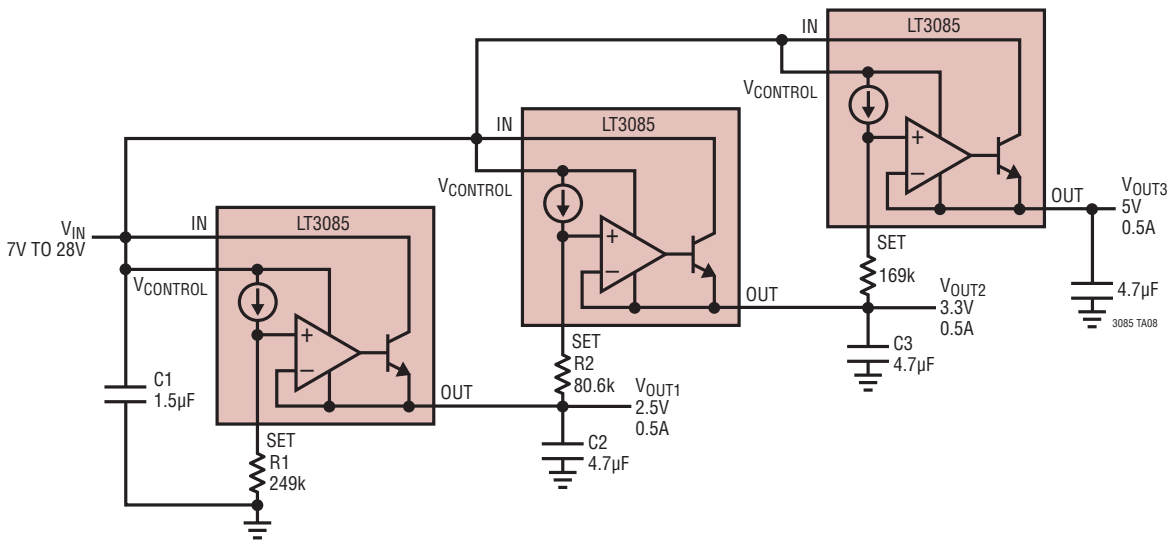 IN
LT3085
VCONTROL
IN
LT3085
VCONTROL
OUT
VOUT3
5V
0.5A
VIN
7V TO 28V
IN
LT3085
VCONTROL
SET
169k
OUT
VOUT2
3.3V
0.5A
4.7µF
3085 TA08
C3
4.7µF
SET
R2
80.6k
C1
1.5µF
OUT
VOUT1
2.5V
0.5A
C2
4.7µF
SET
R1
249k
+
–
+
–
+
–